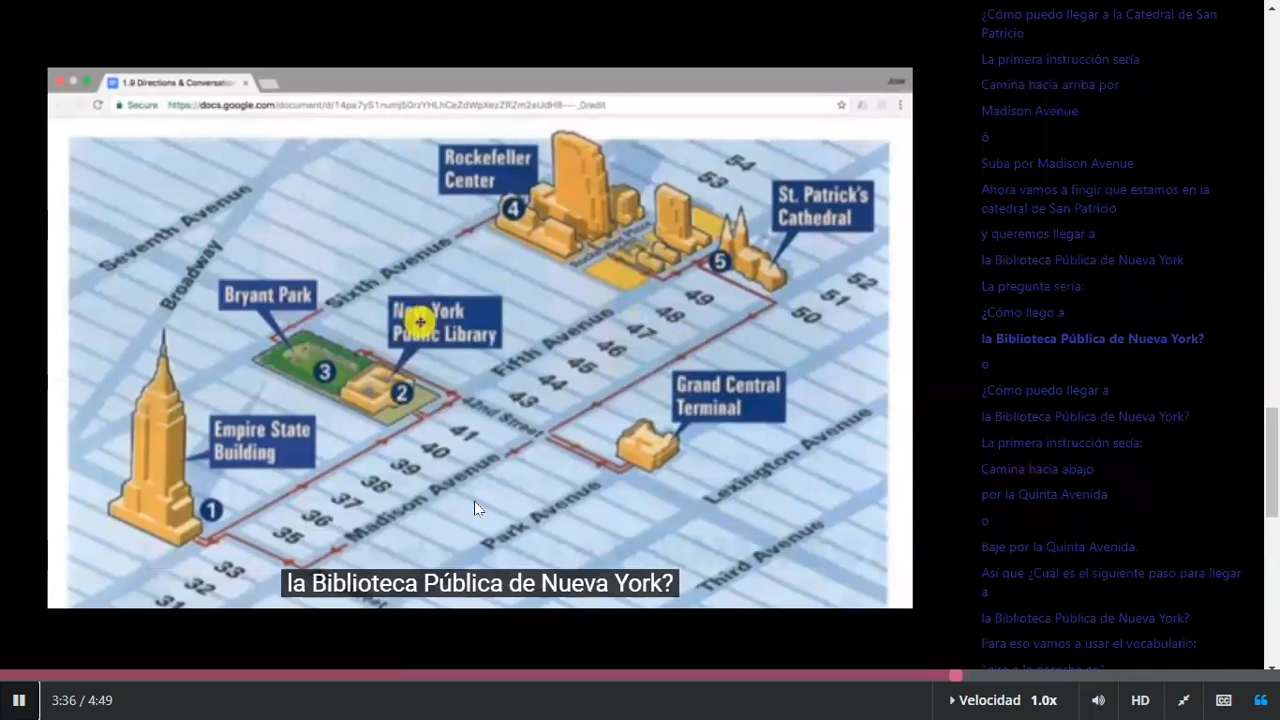 1.9 Directions & Conversatio
Jose
Secure
https://docs.google.com/document/d/
/edit
Rockefeller
Center
4
54
53
St. Patrick's
Cathedral
5
Seventh Avenue
Broadway
Sixth Avenue
Bryant Park
3
New York
Public Library
2
Fifth Avenue
52
51
50
49
48
47
46
45
44
43
42nd Street
41
40
39
38
37
36
35
33
32
31
Grand Central
Terminal
Empire State
Building
1
Madison Avenue
Park Avenue
Lexington Avenue
Third Avenue
la Biblioteca Pública de Nueva York?
¿Cómo puedo llegar a la Catedral de San
Patricio
La primera instrucción sería
Camina hacia arriba por
Madison Avenue
ó
Suba por Madison Avenue
Ahora vamos a fingir que estamos en la
catedral de San Patricio
y queremos llegar a
la Biblioteca Pública de Nueva York
La pregunta sería:
¿Cómo llego a
la Biblioteca Pública de Nueva York?
o
¿Cómo puedo llegar a
la Biblioteca Pública de Nueva York?
La primera instrucción sería:
Camina hacia abajo
por la Quinta Avenida
o
Baje por la Quinta Avenida.
Así que ¿Cuál es el siguiente paso para llegar
a
la Biblioteca Pública de Nueva York?
Para eso vamos a usar el vocabulario:
"gire a la derecha en"
3:36 / 4:49
Velocidad 1.0x
HD
CC